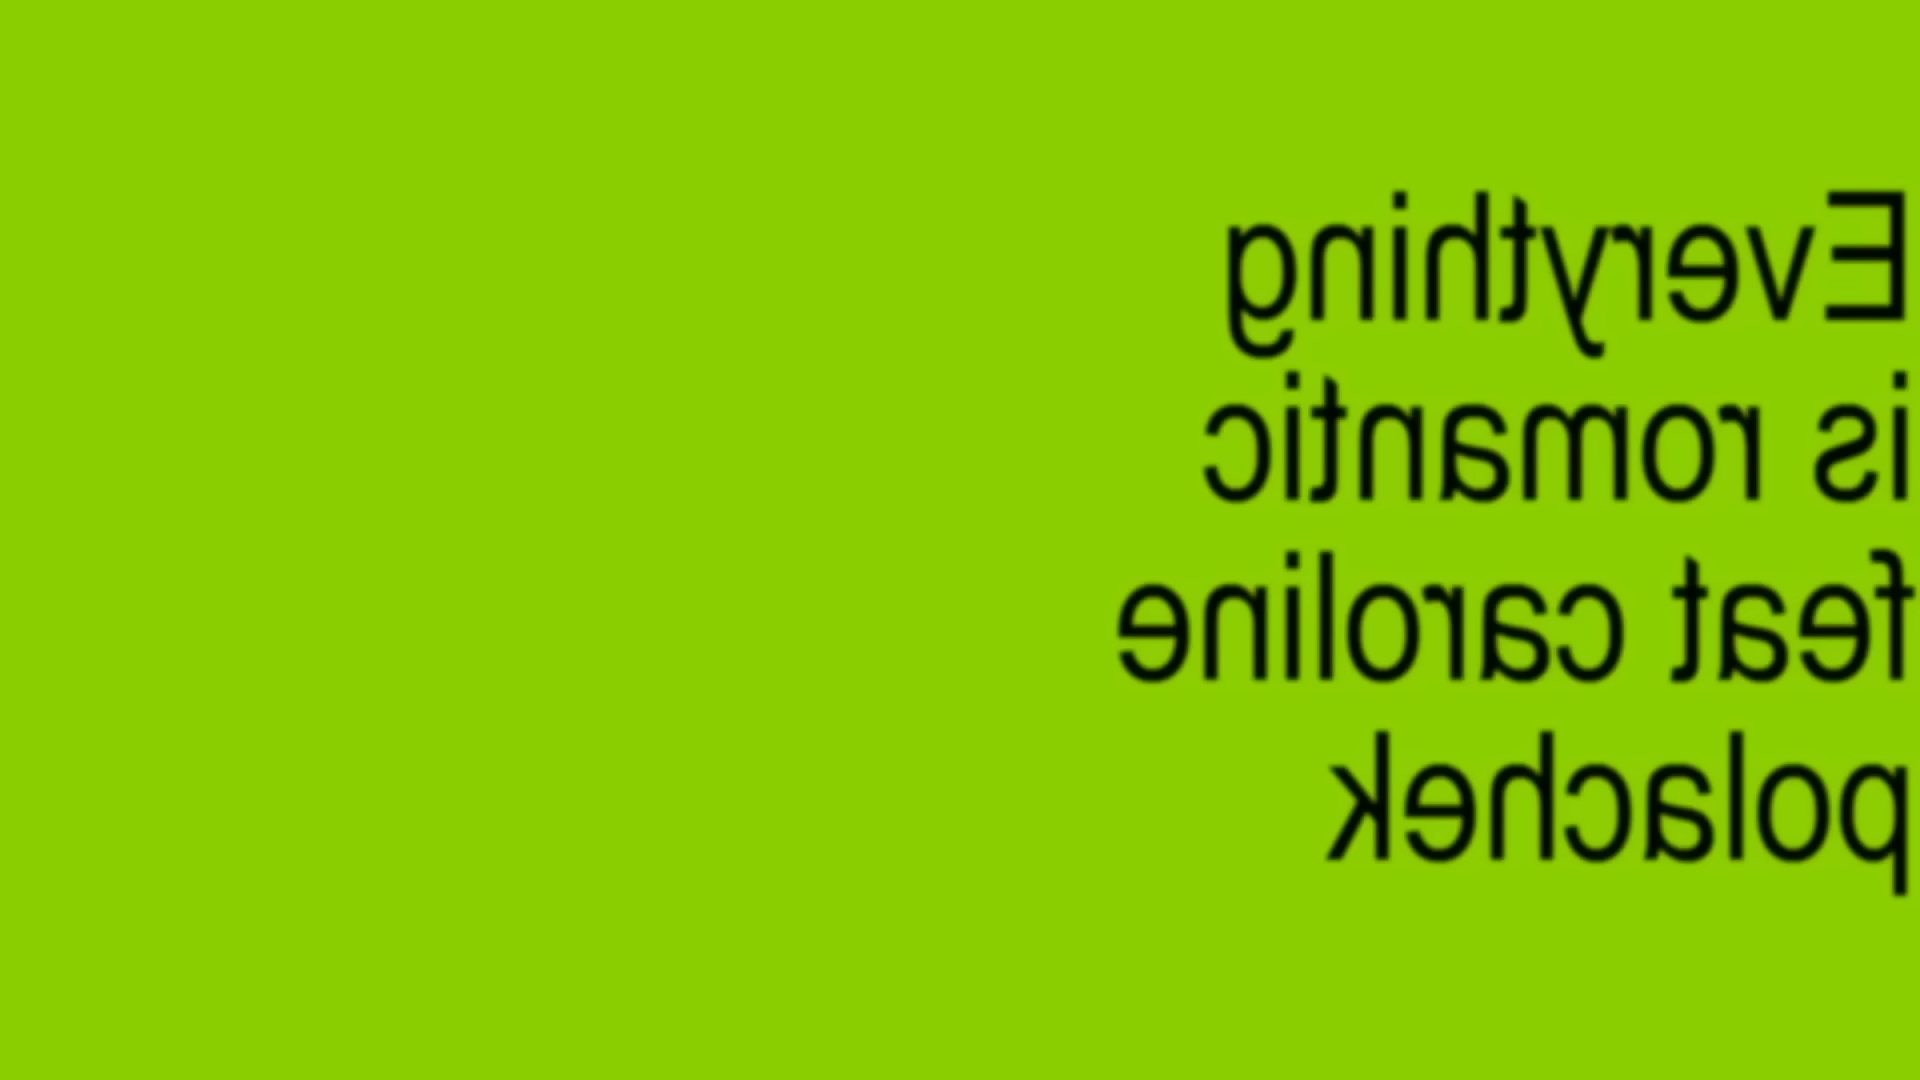 Everything
is romantic
feat caroline
polachek